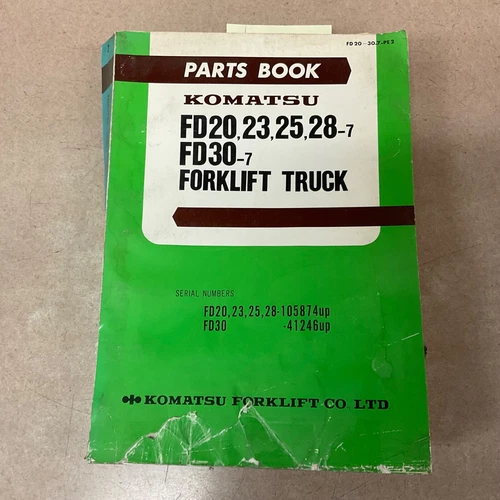 FD20~30.7-PE2
PARTS BOOK
KOMATSU
FD20,23,25,28-7
FD30-7
FORKLIFT TRUCK
SERIAL NUMBERS:
FD20,23,25,28-105874up
FD30 -41246up
KOMATSU FORKLIFT CO. LTD.